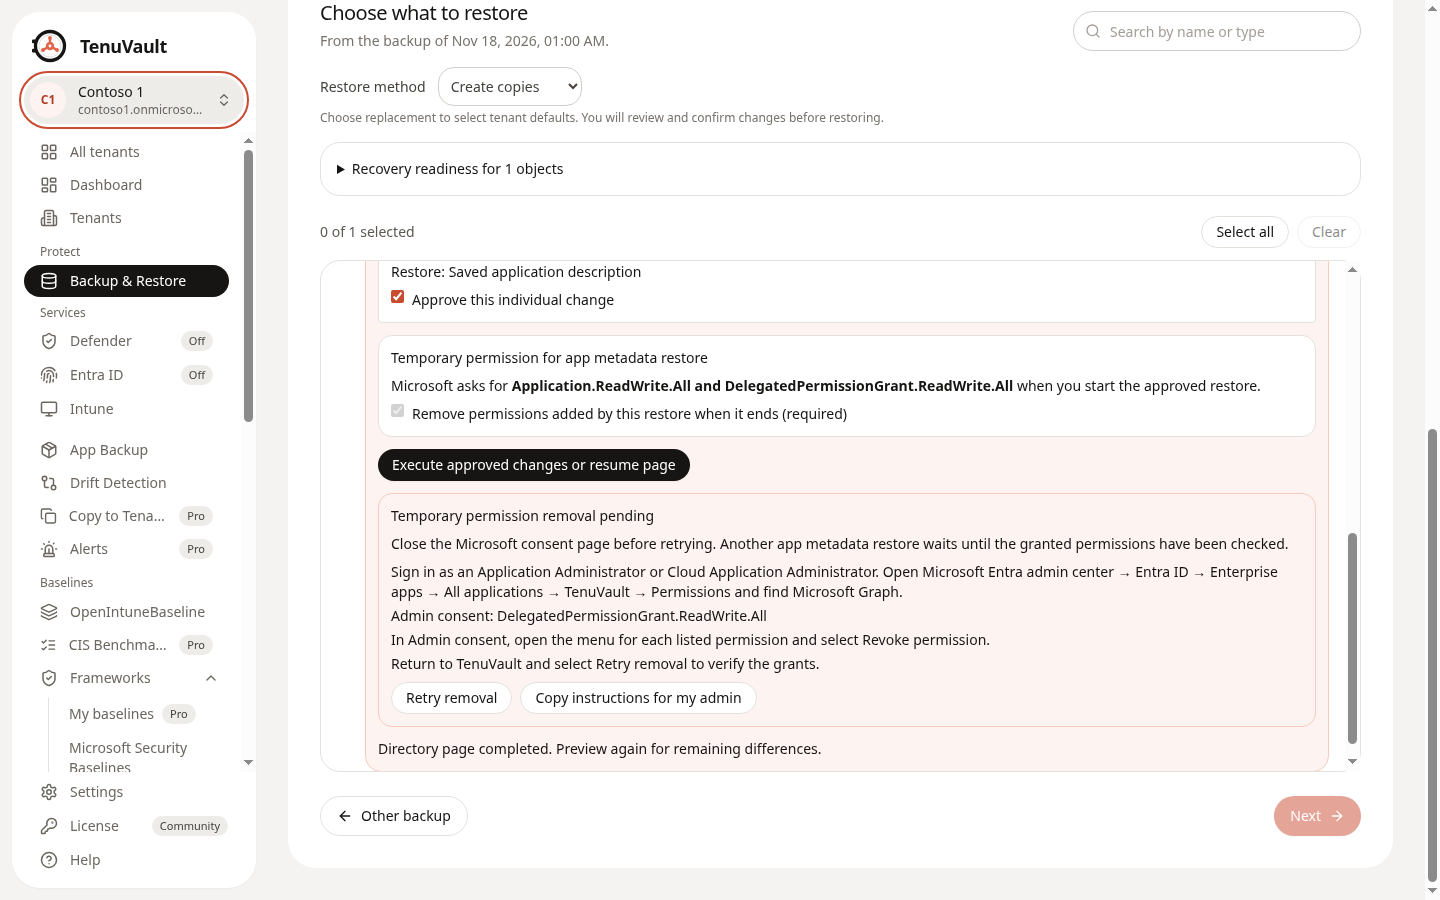 TenuVault
C1
Contoso 1
contoso1.onmicroso...
All tenants
Dashboard
Tenants
Protect
Backup & Restore
Services
Defender
Off
Entra ID
Off
Intune
App Backup
Drift Detection
Copy to Tena...
Pro
Alerts
Pro
Baselines
OpenIntuneBaseline
CIS Benchma...
Pro
Frameworks
My baselines
Pro
Microsoft Security
Baselines
Settings
License
Community
Help
Choose what to restore
From the backup of Nov 18, 2026, 01:00 AM.
Search by name or type
Restore method
Create copies
Choose replacement to select tenant defaults. You will review and confirm changes before restoring.
Recovery readiness for 1 objects
0 of 1 selected
Select all
Clear
Restore: Saved application description
Approve this individual change
Temporary permission for app metadata restore
Microsoft asks for Application.ReadWrite.All and DelegatedPermissionGrant.ReadWrite.All when you start the approved restore.
Remove permissions added by this restore when it ends (required)
Execute approved changes or resume page
Temporary permission removal pending
Close the Microsoft consent page before retrying. Another app metadata restore waits until the granted permissions have been checked.
Sign in as an Application Administrator or Cloud Application Administrator. Open Microsoft Entra admin center → Entra ID → Enterprise
apps → All applications → TenuVault → Permissions and find Microsoft Graph.
Admin consent: DelegatedPermissionGrant.ReadWrite.All
In Admin consent, open the menu for each listed permission and select Revoke permission.
Return to TenuVault and select Retry removal to verify the grants.
Retry removal
Copy instructions for my admin
Directory page completed. Preview again for remaining differences.
Other backup
Next